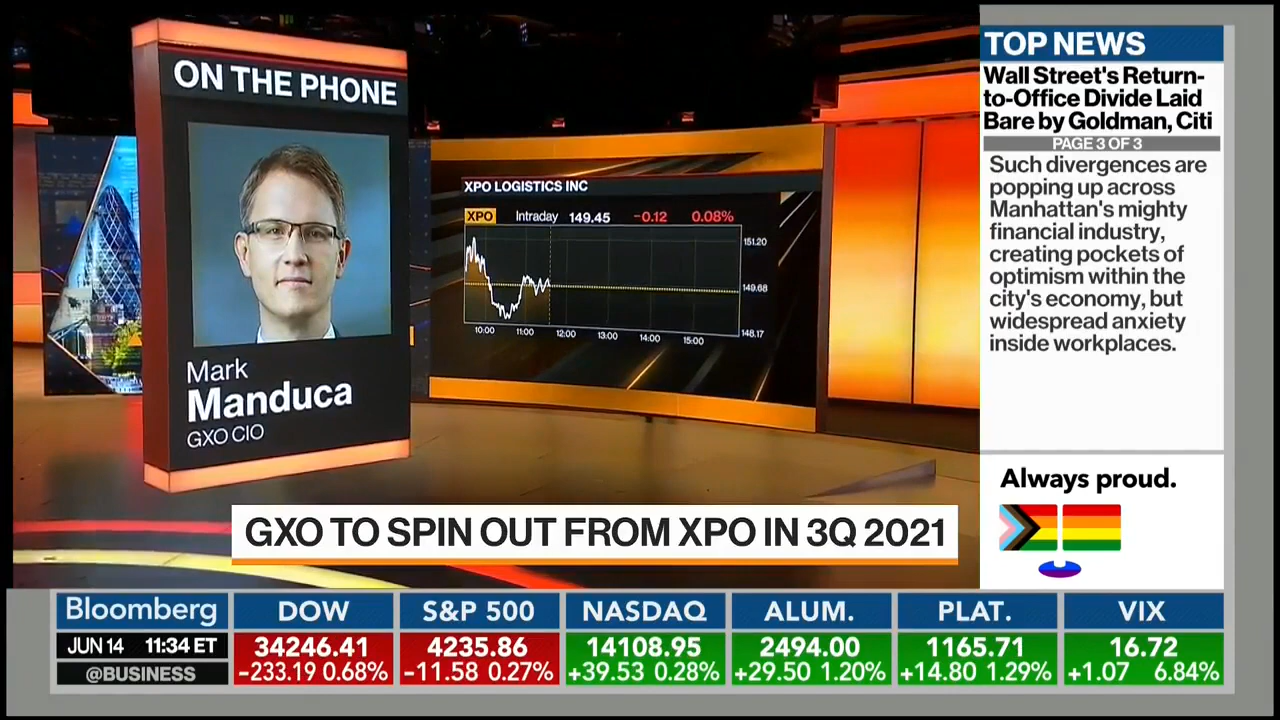 ON THE PHONE
Mark
Manduca
GXO CIO
XPO LOGISTICS INC
XPO Intraday 149.45 -0.12 0.08%
151.20
149.68
148.17
10:00 11:00 12:00 13:00 14:00 15:00
GXO TO SPIN OUT FROM XPO IN 3Q 2021
TOP NEWS
Wall Street's Return-
to-Office Divide Laid
Bare by Goldman, Citi
PAGE 3 OF 3
Such divergences are
popping up across
Manhattan's mighty
financial industry,
creating pockets of
optimism within the
city's economy, but
widespread anxiety
inside workplaces.
Always proud.
Bloomberg DOW S&P 500 NASDAQ ALUM. PLAT. VIX
JUN 14 11:34 ET 34246.41 4235.86 14108.95 2494.00 1165.71 16.72
@BUSINESS -233.19 0.68% -11.58 0.27% +39.53 0.28% +29.50 1.20% +14.80 1.29% +1.07 6.84%